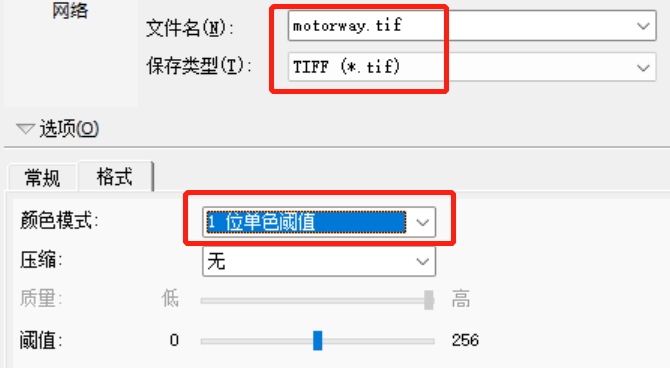 网络
文件名(N):
motorway.tif
保存类型(T):
TIFF (*.tif)
选项(O)
常规
格式
颜色模式:
1 位单色阈值
压缩:
无
质量:
低
高
阈值:
0
256